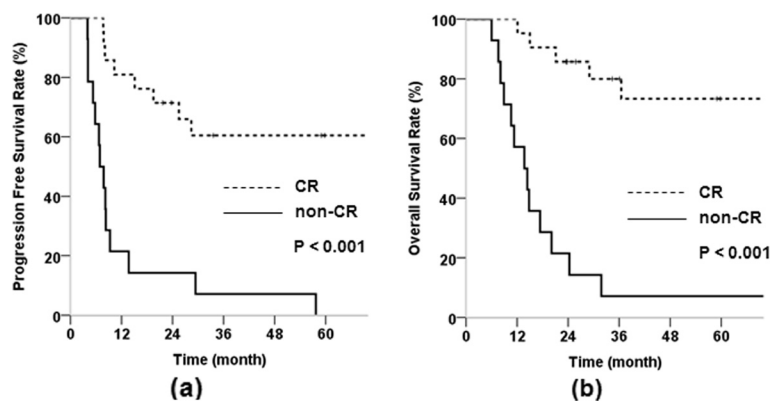 100
80
60
40
20
0
Progression Free Survival Rate (%)
CR
non-CR
P < 0.001
0 12 24 36 48 60
Time (month)
(a)
100
80
60
40
20
0
Overall Survival Rate (%)
CR
non-CR
P < 0.001
0 12 24 36 48 60
Time (month)
(b)